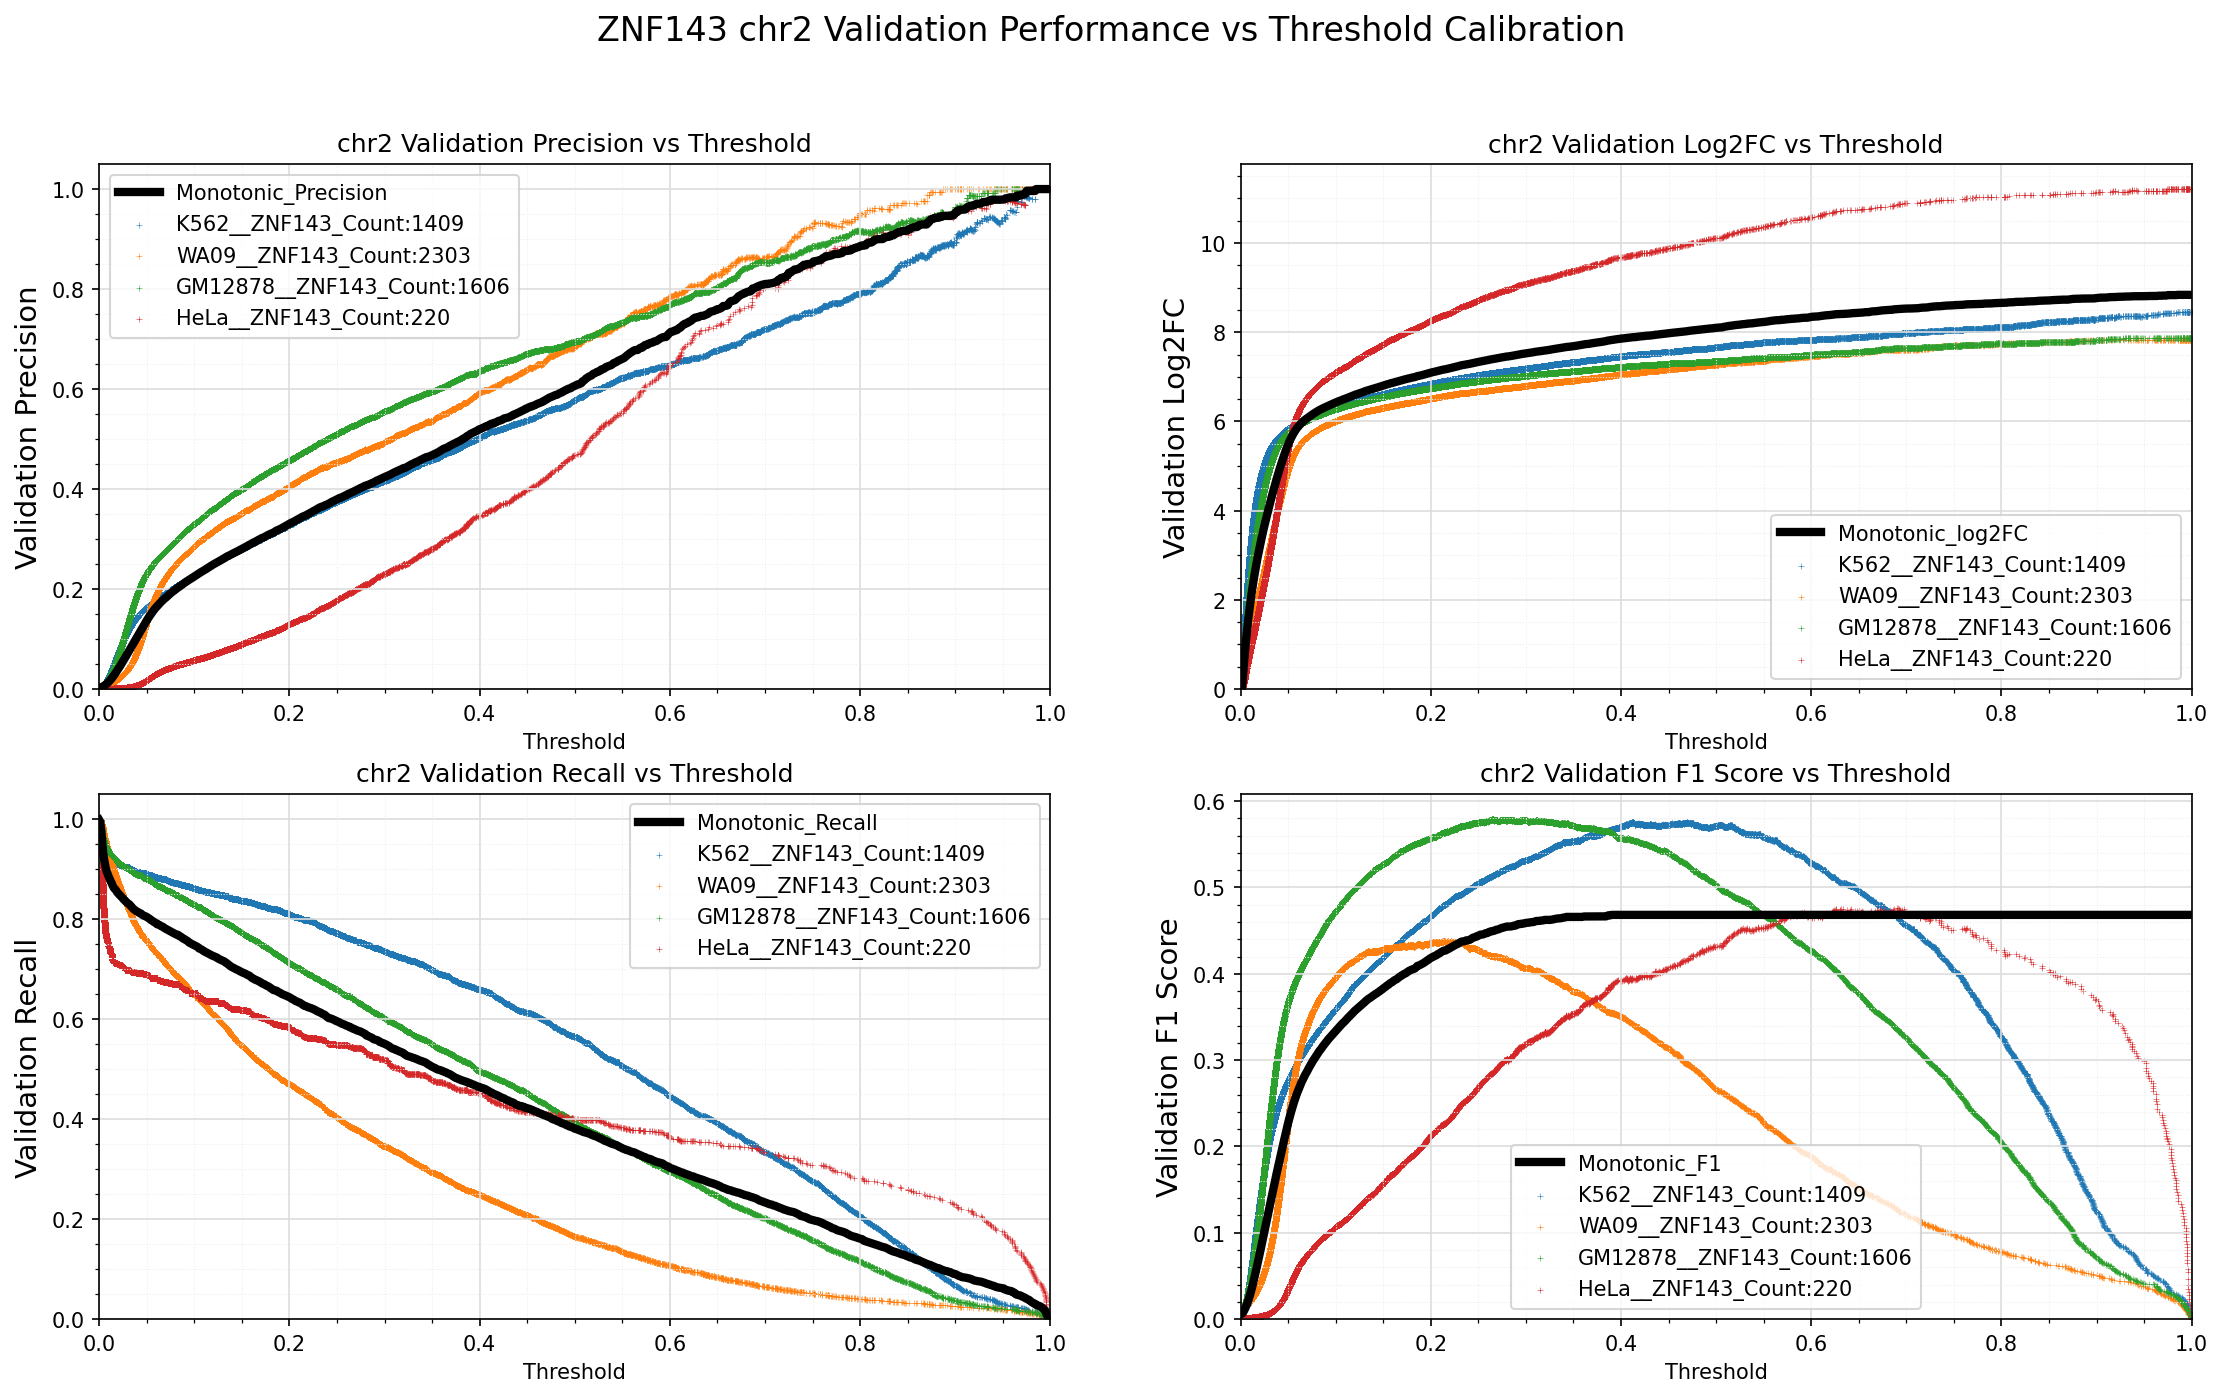 ZNF143 chr2 Validation Performance vs Threshold Calibration
chr2 Validation Precision vs Threshold
Validation Precision
1.0
0.8
0.6
0.4
0.2
0.0
Monotonic_Precision
K562__ZNF143_Count:1409
WA09__ZNF143_Count:2303
GM12878__ZNF143_Count:1606
HeLa__ZNF143_Count:220
0.0 0.2 0.4 0.6 0.8 1.0
Threshold
chr2 Validation Log2FC vs Threshold
Validation Log2FC
10
8
6
4
2
0
Monotonic_log2FC
K562__ZNF143_Count:1409
WA09__ZNF143_Count:2303
GM12878__ZNF143_Count:1606
HeLa__ZNF143_Count:220
0.0 0.2 0.4 0.6 0.8 1.0
Threshold
chr2 Validation Recall vs Threshold
Validation Recall
1.0
0.8
0.6
0.4
0.2
0.0
Monotonic_Recall
K562__ZNF143_Count:1409
WA09__ZNF143_Count:2303
GM12878__ZNF143_Count:1606
HeLa__ZNF143_Count:220
0.0 0.2 0.4 0.6 0.8 1.0
Threshold
chr2 Validation F1 Score vs Threshold
Validation F1 Score
0.6
0.5
0.4
0.3
0.2
0.1
0.0
Monotonic_F1
K562__ZNF143_Count:1409
WA09__ZNF143_Count:2303
GM12878__ZNF143_Count:1606
HeLa__ZNF143_Count:220
0.0 0.2 0.4 0.6 0.8 1.0
Threshold